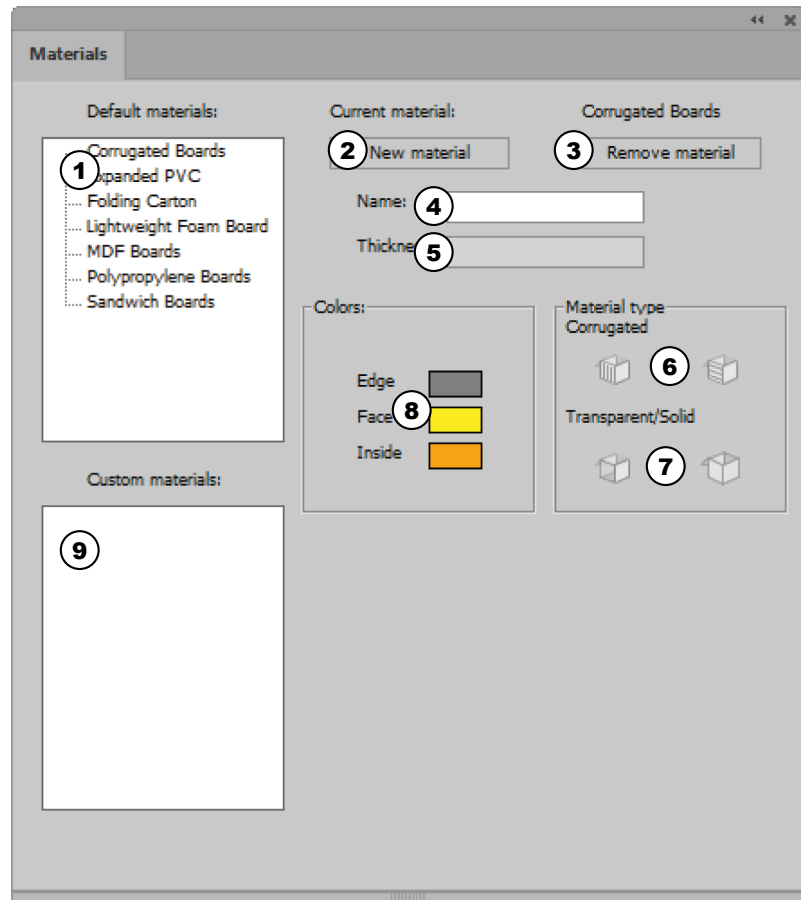 Materials
Default materials:
1
Corrugated Boards
Expanded PVC
Folding Carton
Lightweight Foam Board
MDF Boards
Polypropylene Boards
Sandwich Boards
Custom materials:
9
Current material:
Corrugated Boards
2 New material
3 Remove material
Name: 4
Thickne 5
Colors:
Edge
Face 8
Inside
Material type
Corrugated
6
Transparent/Solid
7